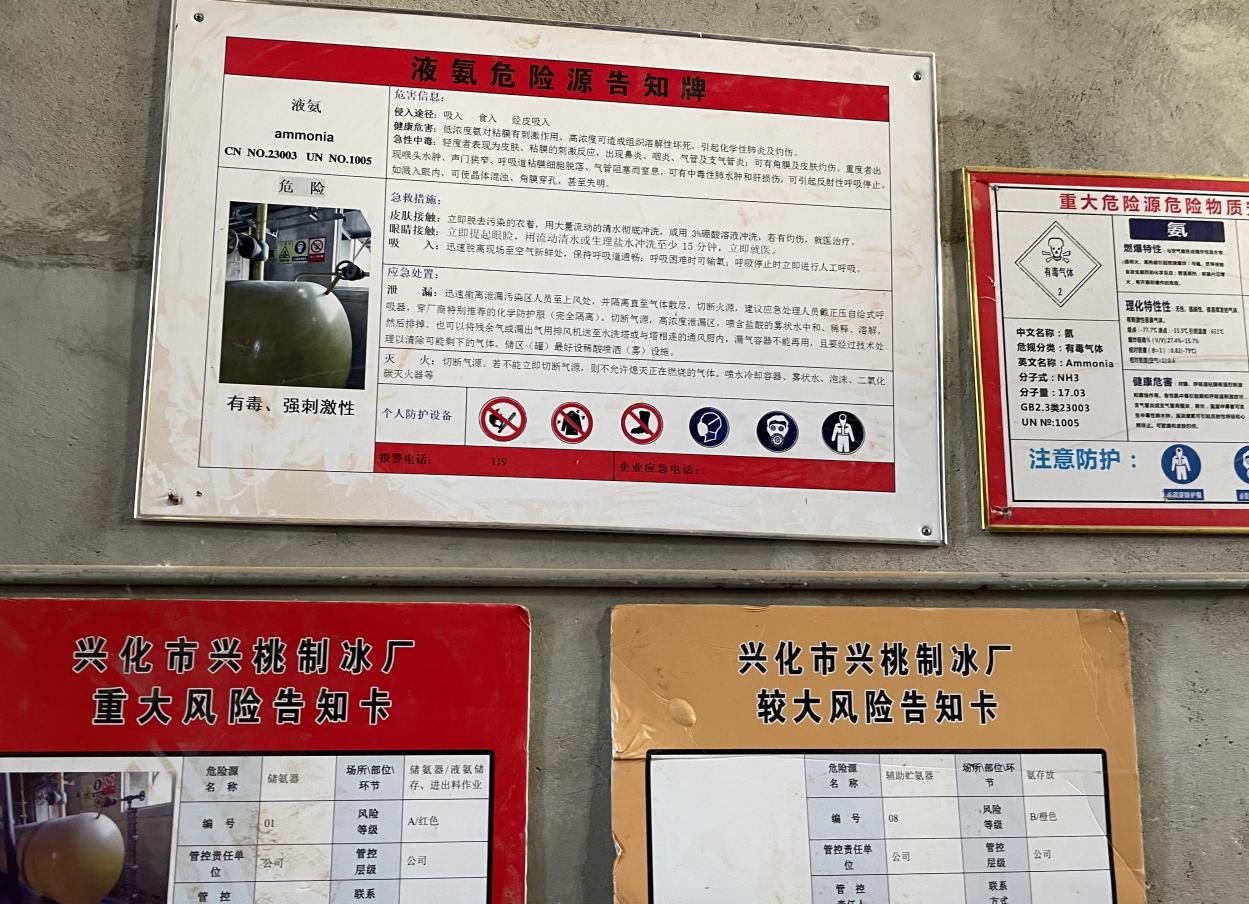 液氨危险源告知牌
液氨
ammonia
CN NO.23003 UN NO.1005
危 险
有毒、强刺激性
危害信息：
侵入途径：吸入 食入 经皮吸入
健康危害：低浓度氨对粘膜有刺激作用，高浓度可造成组织溶解性坏死，引起化学性肺炎及灼伤。
急性中毒：轻度者表现为皮肤、粘膜的刺激反应，出现鼻炎、咽炎、气管及支气管炎；可有角膜及皮肤灼伤。重度者出
现喉头水肿、声门狭窄、呼吸道粘膜细胞脱落、气管阻塞而窒息，可有中毒性肺水肿和肝损伤，可引起反射性呼吸停止。
如溅入眼内，可使晶体混浊、角膜穿孔，甚至失明。
急救措施：
皮肤接触：立即脱去污染的衣着，用大量流动的清水彻底冲洗，或用 3%硼酸溶液冲洗，若有灼伤，就医治疗。
眼睛接触：立即提起眼睑，用流动清水或生理盐水冲洗至少 15 分钟，立即就医。
吸 入：迅速脱离现场至空气新鲜处，保持呼吸道通畅；呼吸困难时可输氧；呼吸停止时立即进行人工呼吸。
应急处置：
泄 漏：迅速撤离泄漏污染区人员至上风处，并隔离直至气体散尽，切断火源，建议应急处理人员戴正压自给式呼
吸器，穿厂商特别推荐的化学防护服（完全隔离）。切断气源，高浓度泄漏区，喷含盐酸的雾状水中和、稀释、溶解，
然后排掉。也可以将残余气或漏出气用排风机送至水洗塔或与塔相连的通风厨内，漏气容器不能再用，且要经过技术处
理以清除可能剩下的气体。储区（罐）最好设稀酸喷洒（雾）设施。
灭 火：切断气源。若不能立即切断气源，则不允许熄灭正在燃烧的气体。喷水冷却容器、雾状水、泡沫、二氧化
碳灭火器等
个人防护设备
报警电话： 119 企业应急电话：
重大危险源危险物质
有毒气体
2
中文名称：氨
危规分类：有毒气体
英文名称：Ammonia
分子式：NH3
分子量：17.03
GB2.3类23003
UN Nº:1005
氨
燃爆特性：
理化特性性：
健康危害：
注意防护：
兴化市兴桃制冰厂
重大风险告知卡
危险源名 称 储氨器 场所\部位\环节 储氨器/液氨储存、进出料作业
编 号 01 风险等级 A/红色
管控责任单位 公司 管控层级 公司
管 控 联系
兴化市兴桃制冰厂
较大风险告知卡
危险源名 称 辅助贮氨器 场所\部位\环节 氨存放
编 号 08 风险等级 B/橙色
管控责任单位 公司 管控层级 公司
管 控 联系